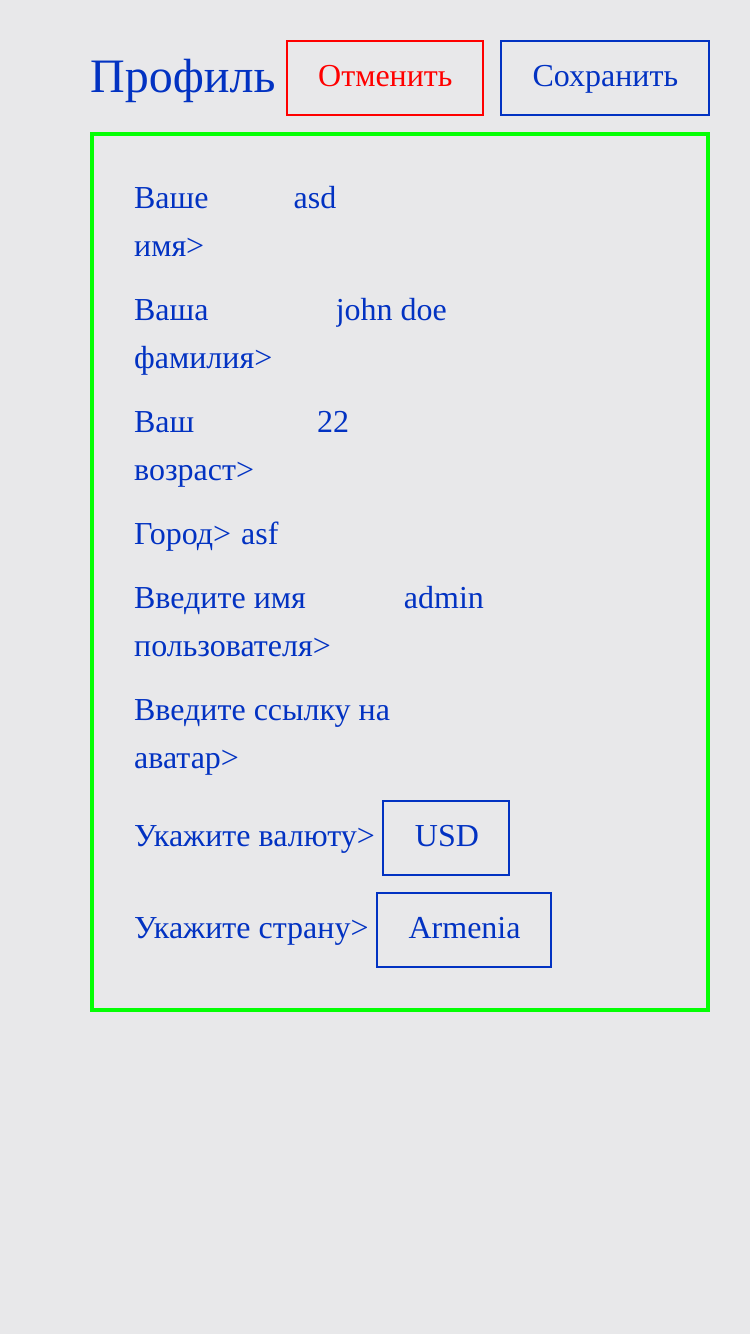 Профиль Отменить Сохранить
Ваше asd
имя>
Ваша john doe
фамилия>
Ваш 22
возраст>
Город> asf
Введите имя admin
пользователя>
Введите ссылку на
аватар>
Укажите валюту> USD
Укажите страну> Armenia